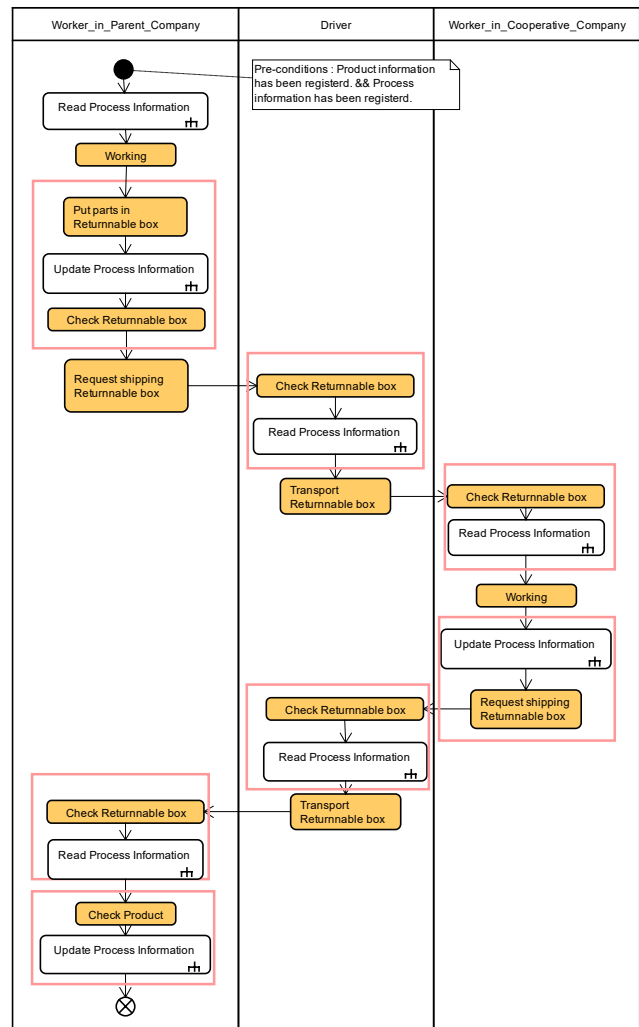 Worker_in_Parent_Company
Driver
Worker_in_Cooperative_Company
Pre-conditions : Product information
has been registerd. && Process
information has been registerd.
Read Process Information
Working
Put parts in
Returnnable box
Update Process Information
Check Returnnable box
Request shipping
Returnnable box
Check Returnnable box
Read Process Information
Transport
Returnnable box
Check Returnnable box
Read Process Information
Working
Update Process Information
Request shipping
Returnnable box
Check Returnnable box
Read Process Information
Transport
Returnnable box
Check Returnnable box
Read Process Information
Check Product
Update Process Information